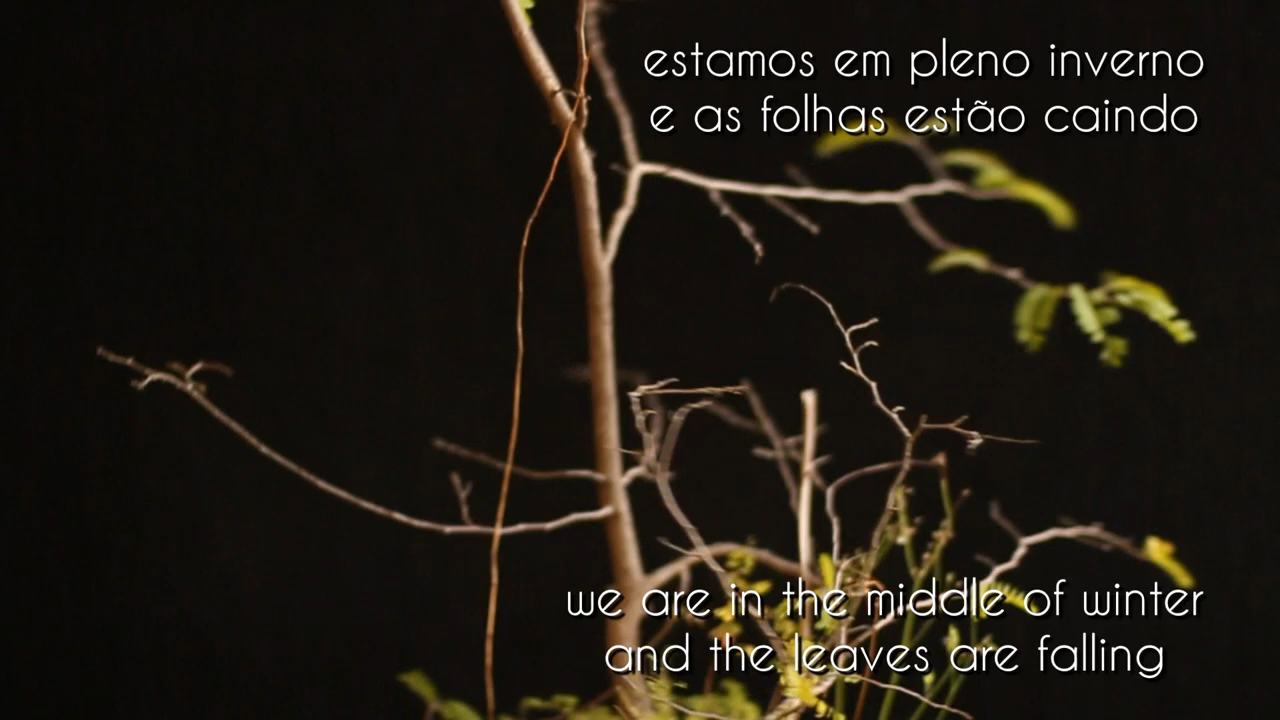 estamos em pleno inverno
e as folhas estão caindo
we are in the middle of winter
and the leaves are falling